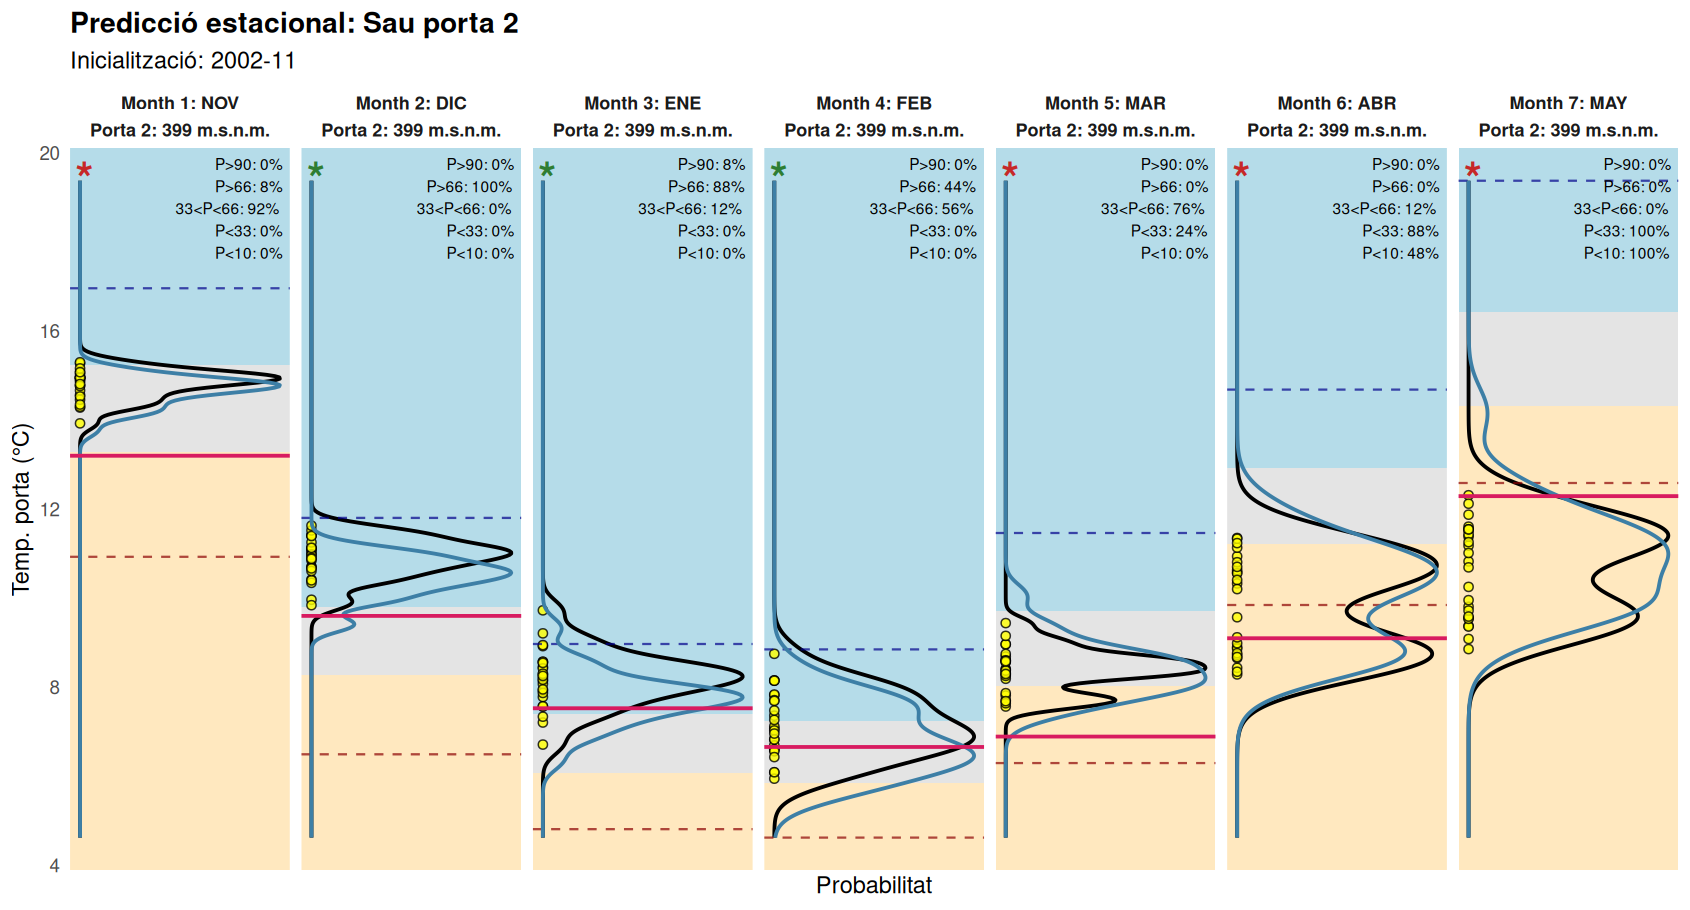 Predicció estacional: Sau porta 2
Inicialització: 2002-11
Month 1: NOV
Porta 2: 399 m.s.n.m.
Month 2: DIC
Porta 2: 399 m.s.n.m.
Month 3: ENE
Porta 2: 399 m.s.n.m.
Month 4: FEB
Porta 2: 399 m.s.n.m.
Month 5: MAR
Porta 2: 399 m.s.n.m.
Month 6: ABR
Porta 2: 399 m.s.n.m.
Month 7: MAY
Porta 2: 399 m.s.n.m.
Temp. porta (°C)
20
16
12
8
4
*
P>90: 0%
P>66: 8%
33<P<66: 92%
P<33: 0%
P<10: 0%
*
P>90: 0%
P>66: 100%
33<P<66: 0%
P<33: 0%
P<10: 0%
*
P>90: 8%
P>66: 88%
33<P<66: 12%
P<33: 0%
P<10: 0%
*
P>90: 0%
P>66: 44%
33<P<66: 56%
P<33: 0%
P<10: 0%
*
P>90: 0%
P>66: 0%
33<P<66: 76%
P<33: 24%
P<10: 0%
*
P>90: 0%
P>66: 0%
33<P<66: 12%
P<33: 88%
P<10: 48%
*
P>90: 0%
P>66: 0%
33<P<66: 0%
P<33: 100%
P<10: 100%
Probabilitat